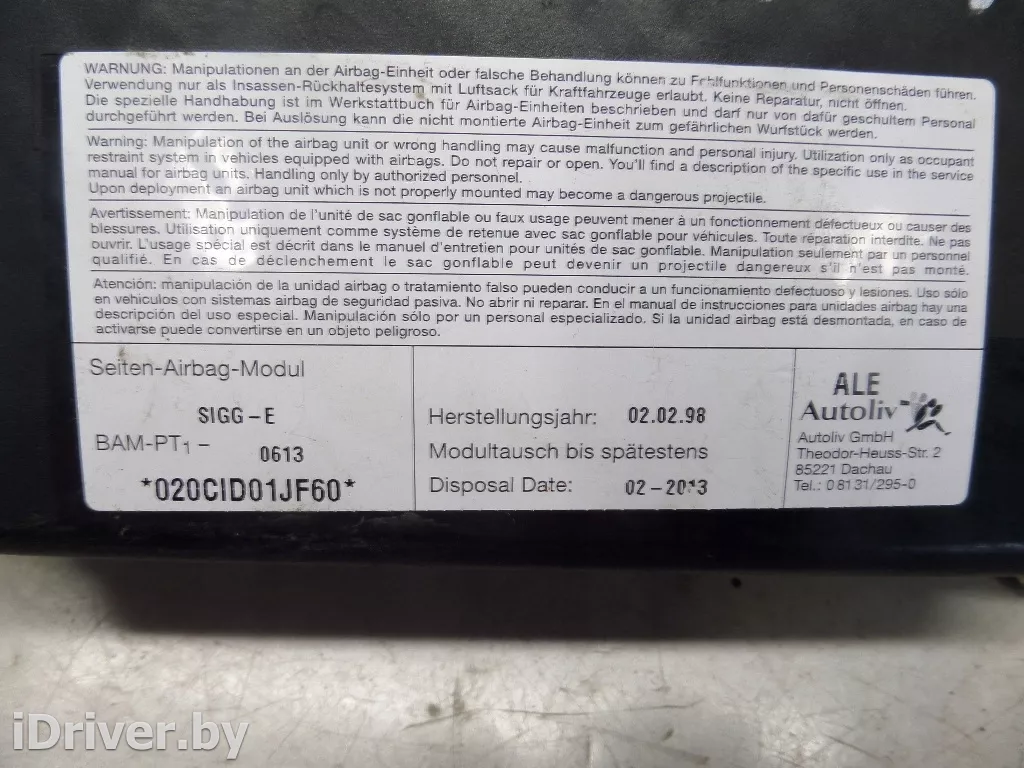 WARNUNG: Manipulationen an der Airbag-Einheit oder falsche Behandlung können zu Fehlfunktionen und Personenschäden führen.
Verwendung nur als Insassen-Rückhaltesystem mit Luftsack für Kraftfahrzeuge erlaubt. Keine Reparatur, nicht öffnen.
Die spezielle Handhabung ist im Werkstattbuch für Airbag-Einheiten beschrieben und darf nur von dafür geschultem Personal
durchgeführt werden. Bei Auslösung kann die nicht montierte Airbag-Einheit zum gefährlichen Wurfstück werden.
Warning: Manipulation of the airbag unit or wrong handling may cause malfunction and personal injury. Utilization only as occupant
restraint system in vehicles equipped with airbags. Do not repair or open. You'll find a description of the specific use in the service
manual for airbag units. Handling only by authorized personnel.
Upon deployment an airbag unit which is not properly mounted may become a dangerous projectile.
Avertissement: Manipulation de l'unité de sac gonflable ou faux usage peuvent mener à un fonctionnement défectueux ou causer des
blessures. Utilisation uniquement comme système de retenue avec sac gonflable pour véhicules. Toute réparation interdite. Ne pas
ouvrir. L'usage spécial est décrit dans le manuel d'entretien pour unités de sac gonflable. Manipulation seulement par un personnel
qualifié. En cas de déclenchement le sac gonflable peut devenir un projectile dangereux s'il n'est pas monté.
Atención: manipulación de la unidad airbag o tratamiento falso pueden conducir a un funcionamiento defectuoso y lesiones. Uso sólo
en vehiculos con sistemas airbag de seguridad pasiva. No abrir ni reparar. En el manual de instrucciones para unidades airbag hay una
descripción del uso especial. Manipulación sólo por un personal especializado. Si la unidad airbag está desmontada, en caso de
activarse puede convertirse en un objeto peligroso.
Seiten-Airbag-Modul
SIGG-E
BAM-PT1 - 0613
*020CID01JF60*
Herstellungsjahr: 02.02.98
Modultausch bis spätestens
Disposal Date: 02-2013
ALE
Autoliv
Autoliv GmbH
Theodor-Heuss-Str. 2
85221 Dachau
Tel.: 0 81 31/295-0
iDriver.by